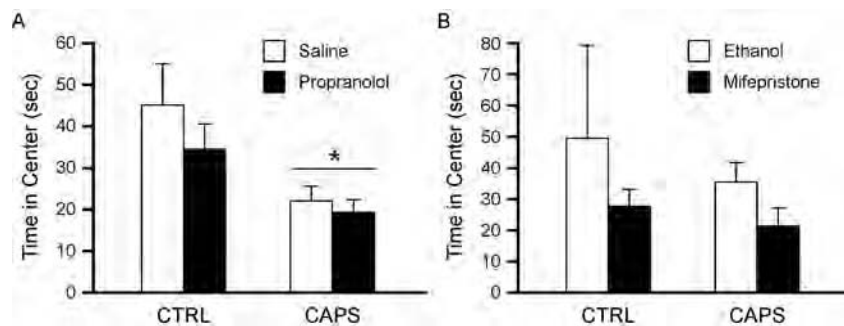 A
Time in Center (sec)
60
50
40
30
20
10
0
Saline
Propranolol
*
CTRL
CAPS
B
Time in Center (sec)
80
70
60
50
40
30
20
10
0
Ethanol
Mifepristone
CTRL
CAPS